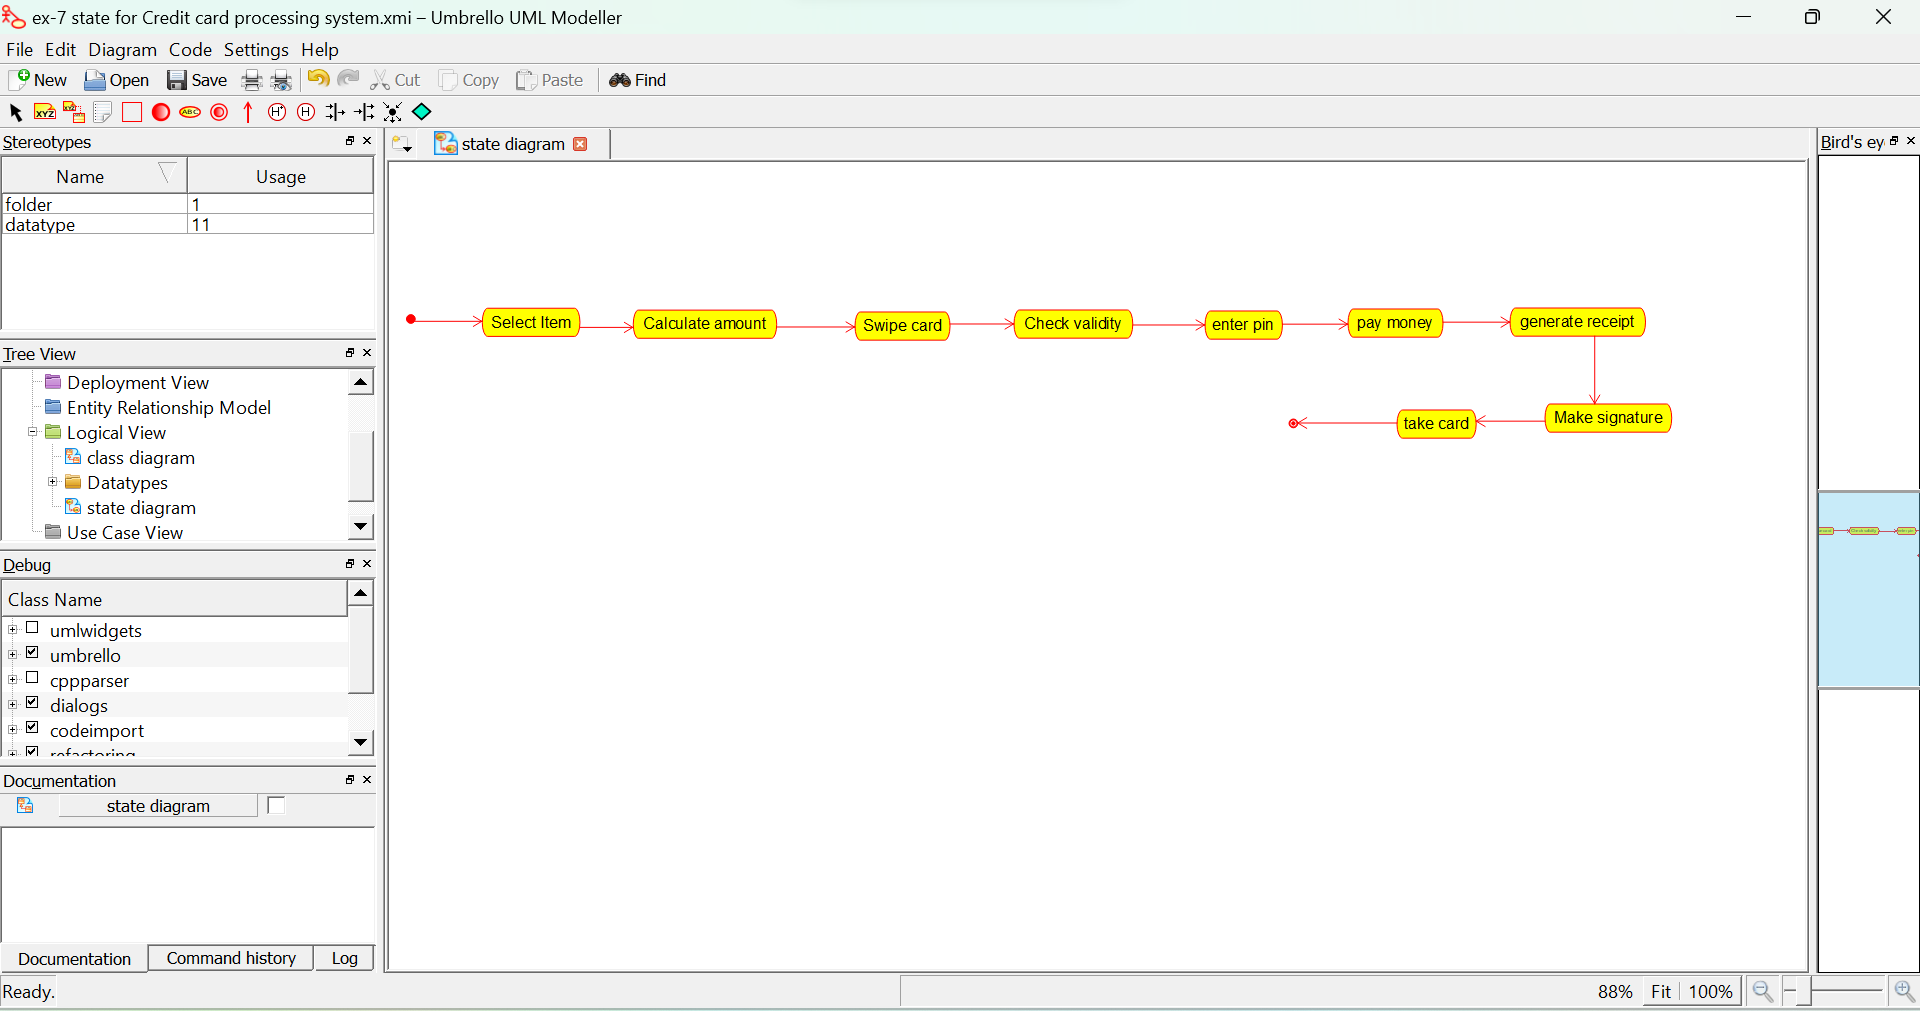 ex-7 state for Credit card processing system.xmi – Umbrello UML Modeller
File Edit Diagram Code Settings Help
New Open Save Cut Copy Paste Find
XYZ XYZ ABC H* H
Stereotypes
Name Usage
folder 1
datatype 11
Tree View
Deployment View
Entity Relationship Model
Logical View
class diagram
Datatypes
state diagram
Use Case View
Debug
Class Name
umlwidgets
umbrello
cppparser
dialogs
codeimport
refactoring
Documentation
state diagram
Documentation Command history Log
Ready.
state diagram
Select Item Calculate amount Swipe card Check validity enter pin pay money generate receipt
take card Make signature
Bird's ey
88% Fit 100%